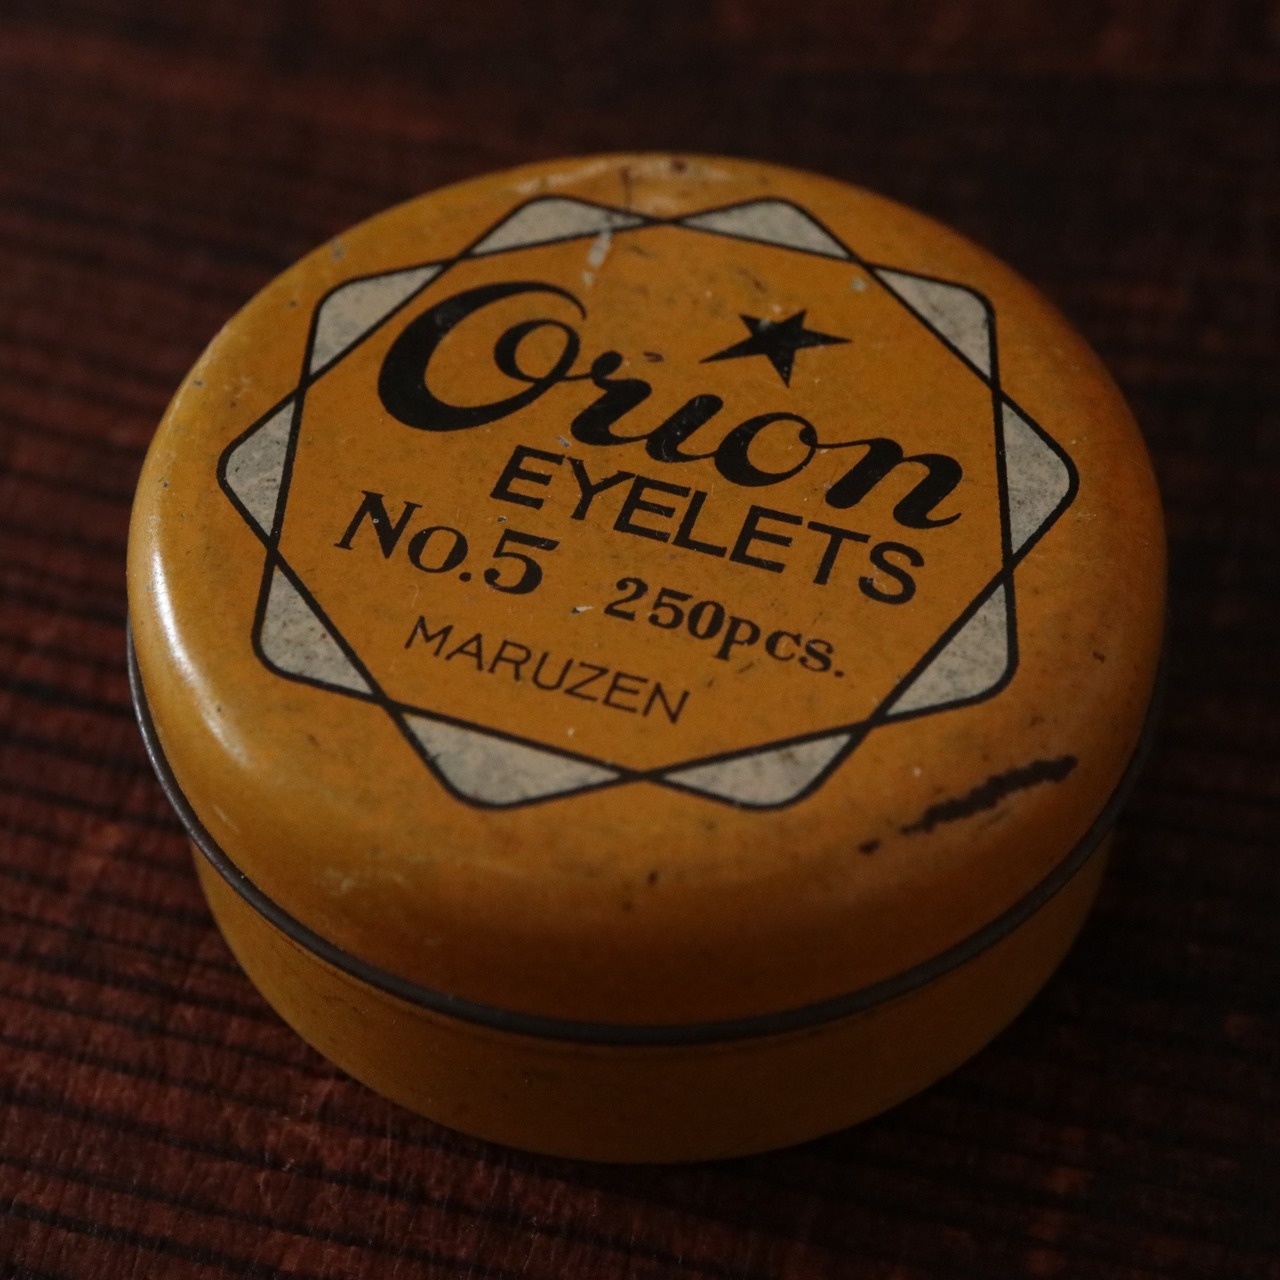 Orion
EYELETS
No.5 250pcs.
MARUZEN